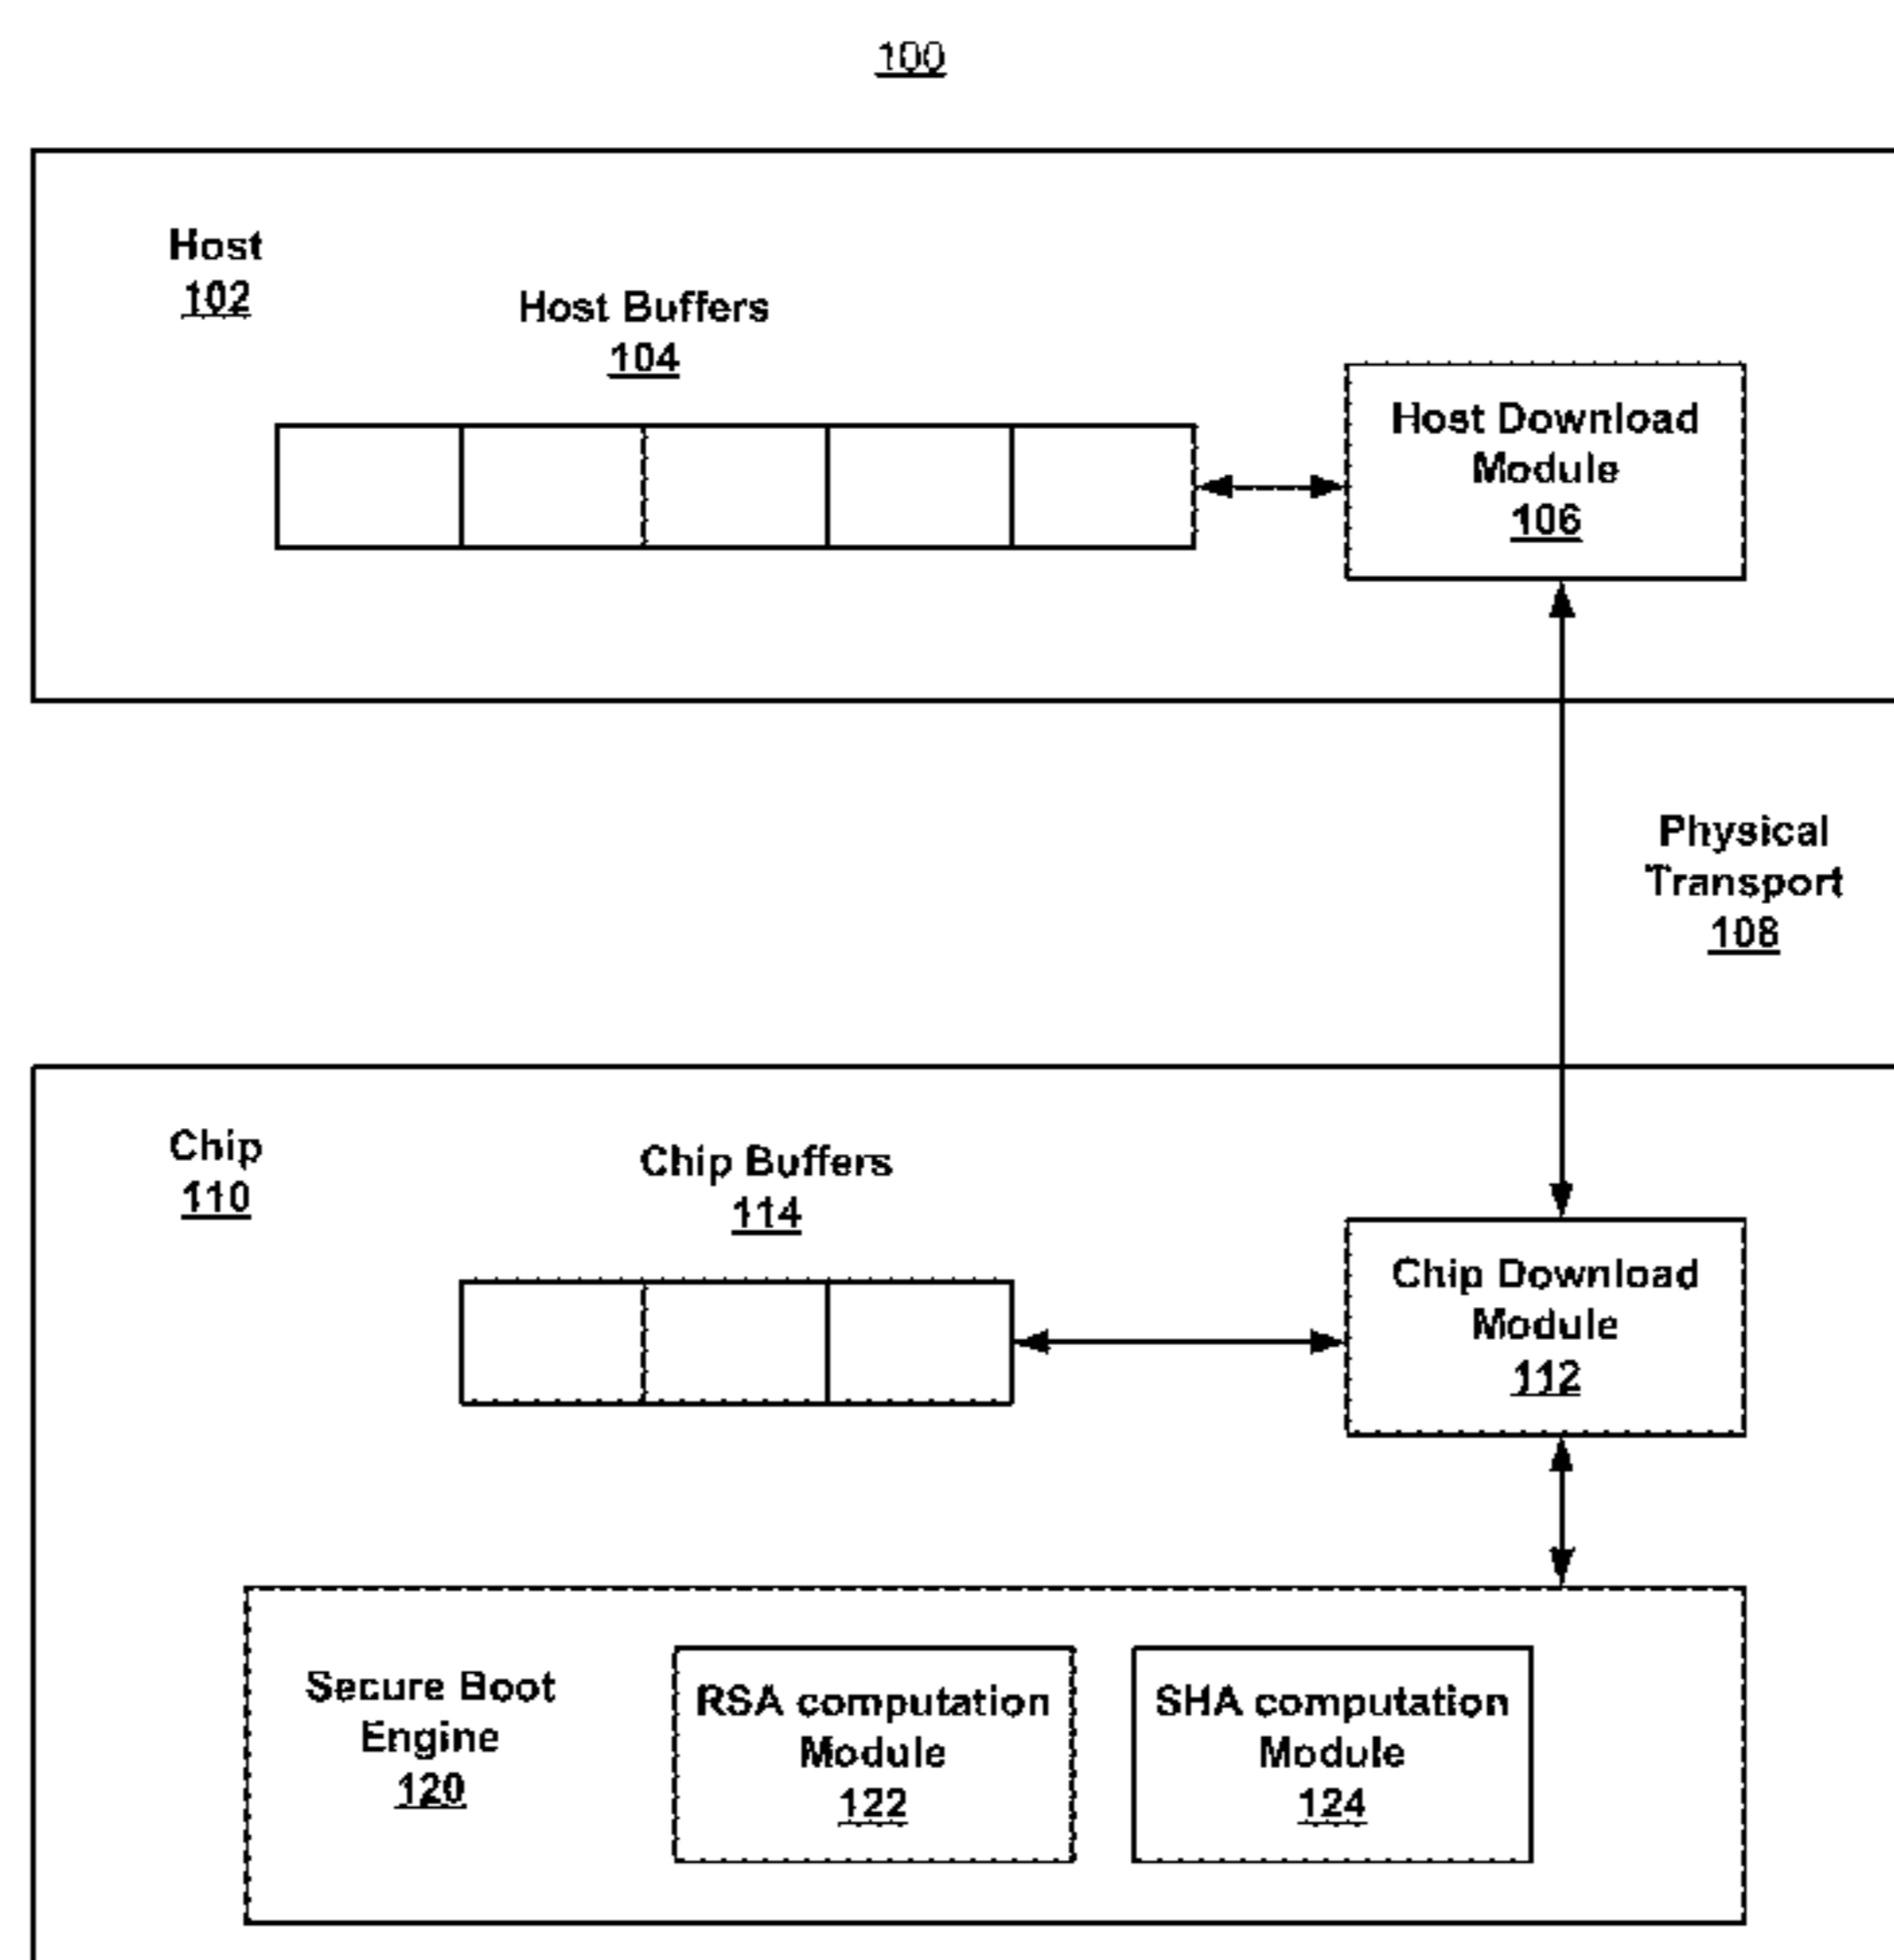 100
Host
102
Host Buffers
104
Host Download
Module
106
Physical
Transport
108
Chip
110
Chip Buffers
114
Chip Download
Module
112
Secure Boot
Engine
120
RSA computation
Module
122
SHA computation
Module
124